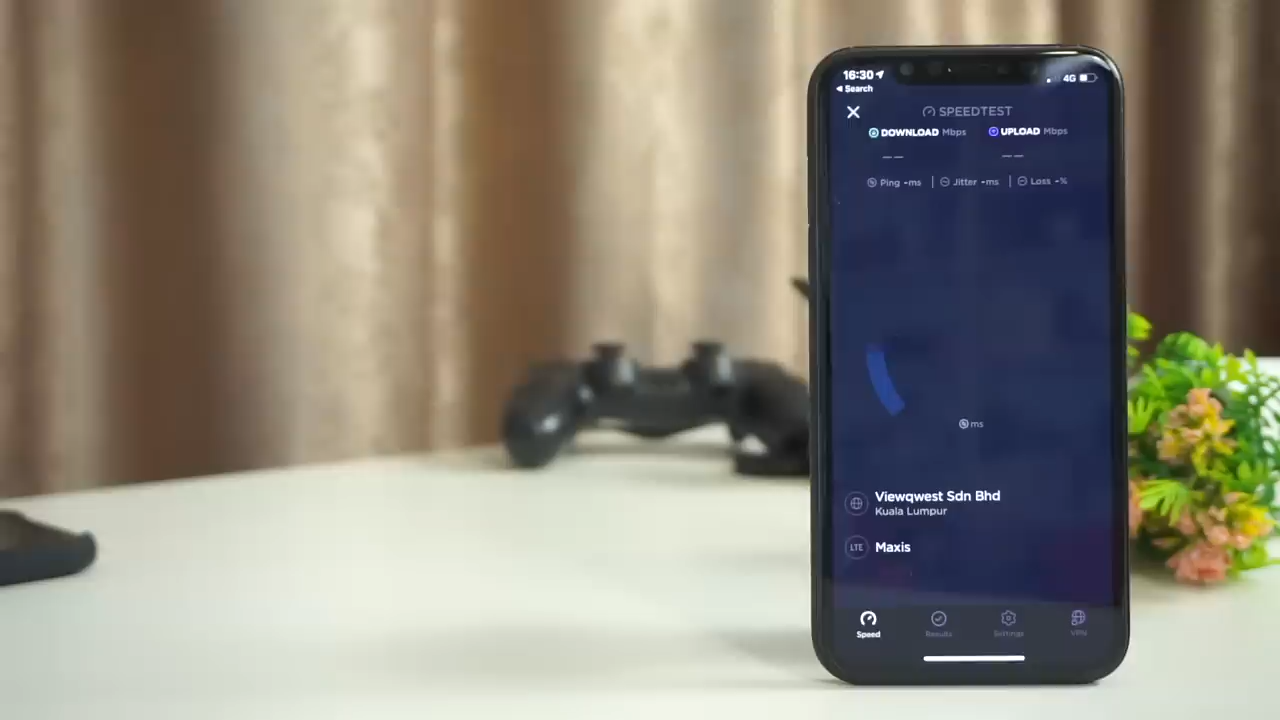 16:30 4G
◀ Search
SPEEDTEST
DOWNLOAD Mbps UPLOAD Mbps
— — — —
Ping -ms | Jitter -ms | Loss -%
ms
Viewqwest Sdn Bhd
Kuala Lumpur
LTE Maxis
Speed Results Settings VPN